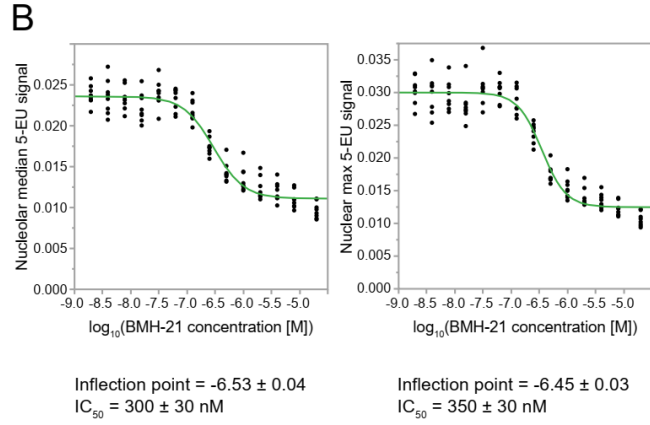 B
Nucleolar median 5-EU signal
0.025
0.020
0.015
0.010
0.005
0.000
-9.0 -8.5 -8.0 -7.5 -7.0 -6.5 -6.0 -5.5 -5.0
log₁₀(BMH-21 concentration [M])
Inflection point = -6.53 ± 0.04
IC₅₀ = 300 ± 30 nM
Nuclear max 5-EU signal
0.035
0.030
0.025
0.020
0.015
0.010
0.005
0.000
-9.0 -8.5 -8.0 -7.5 -7.0 -6.5 -6.0 -5.5 -5.0
log₁₀(BMH-21 concentration [M])
Inflection point = -6.45 ± 0.03
IC₅₀ = 350 ± 30 nM